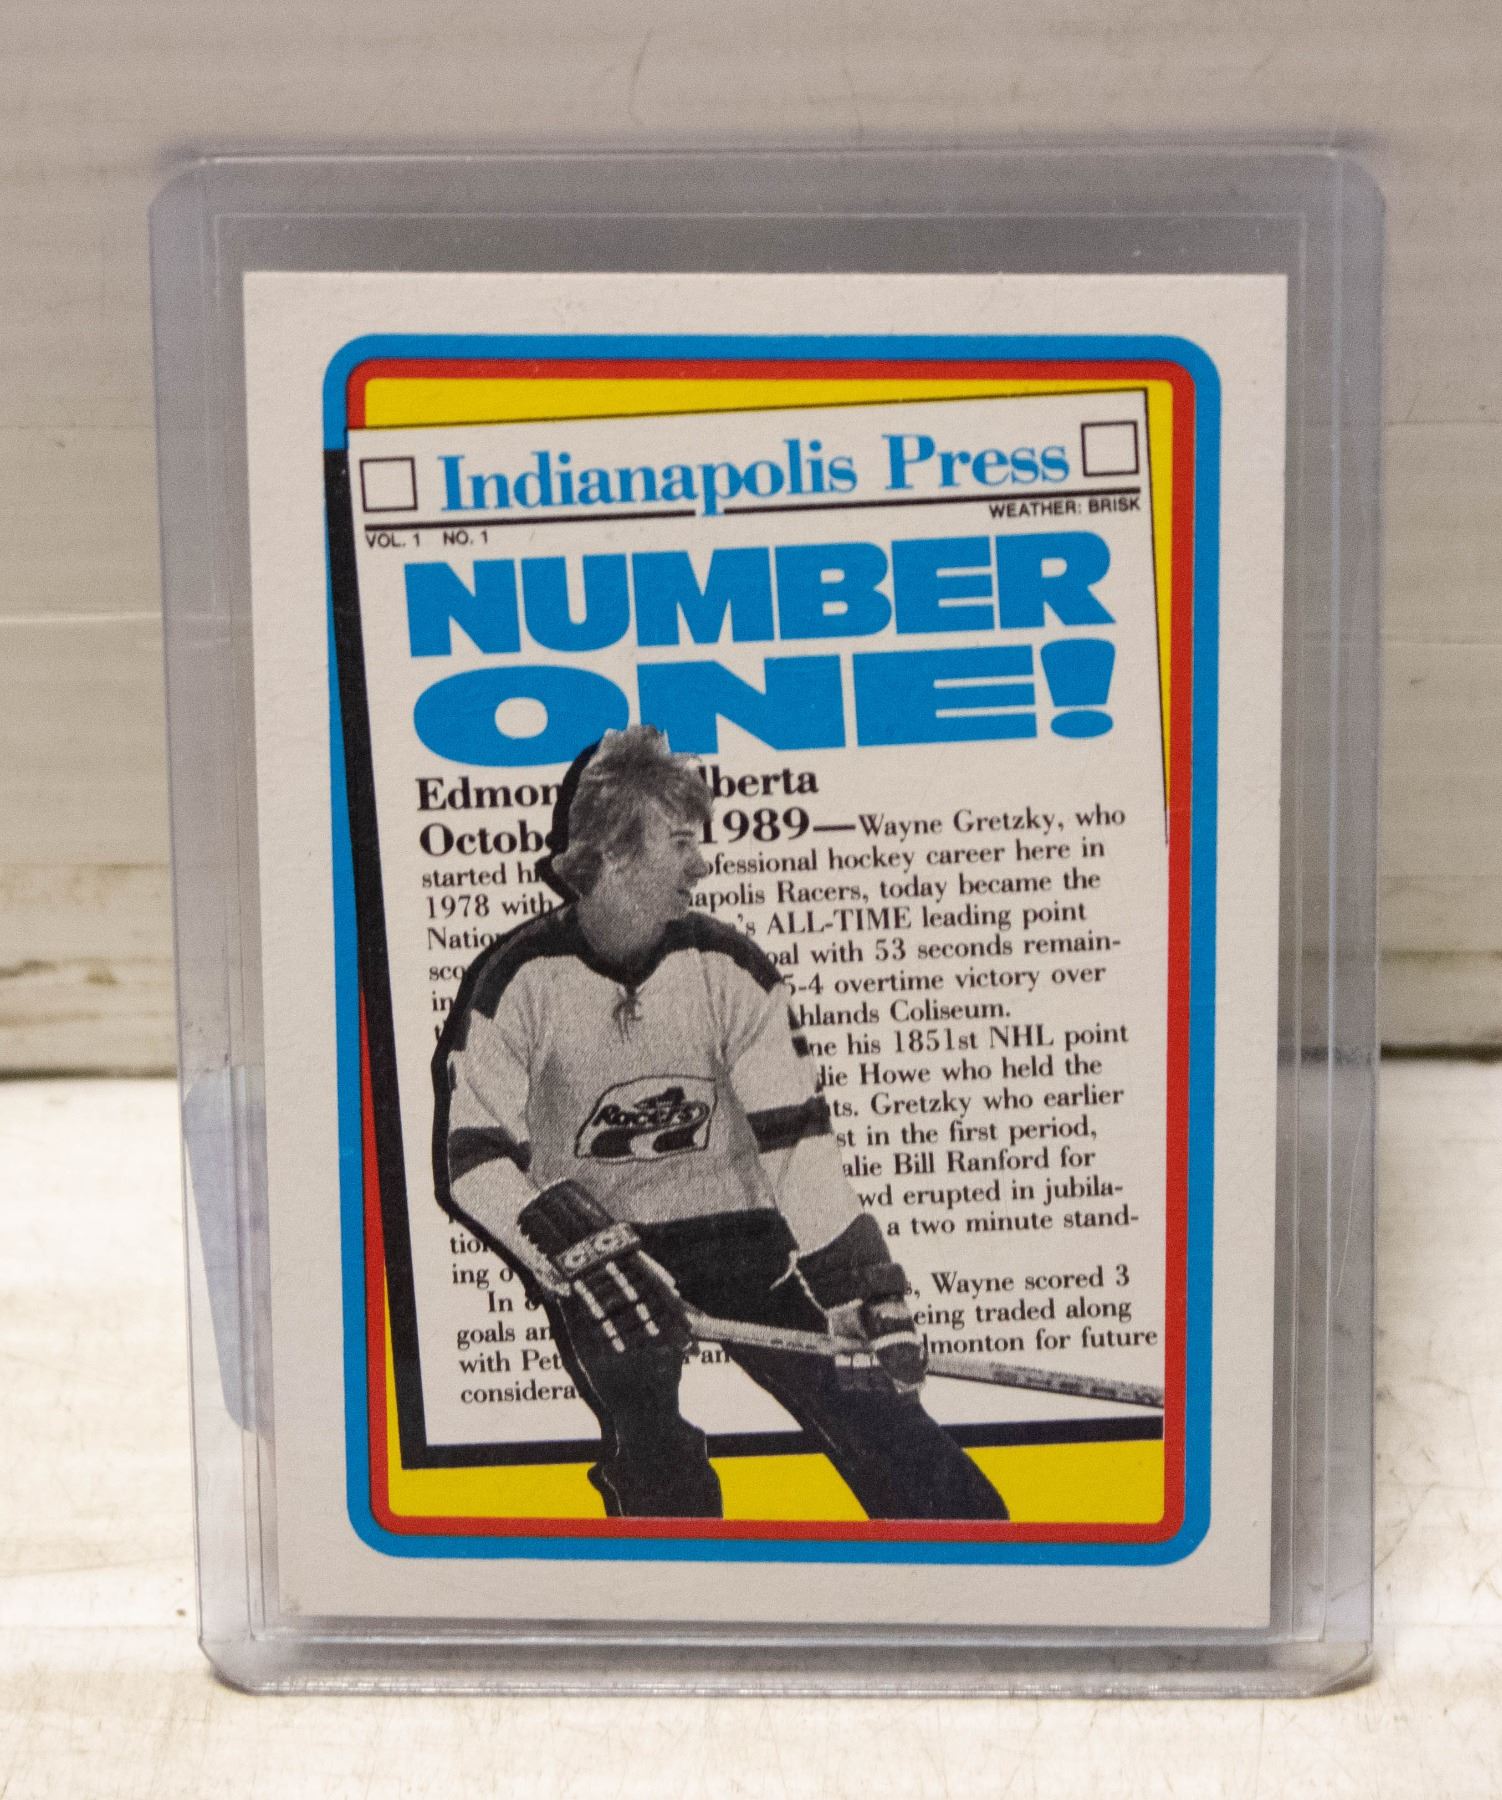 Indianapolis Press
WEATHER: BRISK
VOL. 1 NO. 1
NUMBER
ONE!
Edmon lberta
Octobe 1989—Wayne Gretzky, who
started hi ofessional hockey career here in
1978 with apolis Racers, today became the
Nation 's ALL-TIME leading point
sco oal with 53 seconds remain-
in 5-4 overtime victory over
hlands Coliseum.
ne his 1851st NHL point
die Howe who held the
ts. Gretzky who earlier
st in the first period,
alie Bill Ranford for
wd erupted in jubila-
tion a two minute stand-
ing o
In 8 s, Wayne scored 3
goals an eing traded along
with Pet an dmonton for future
considera
Racers